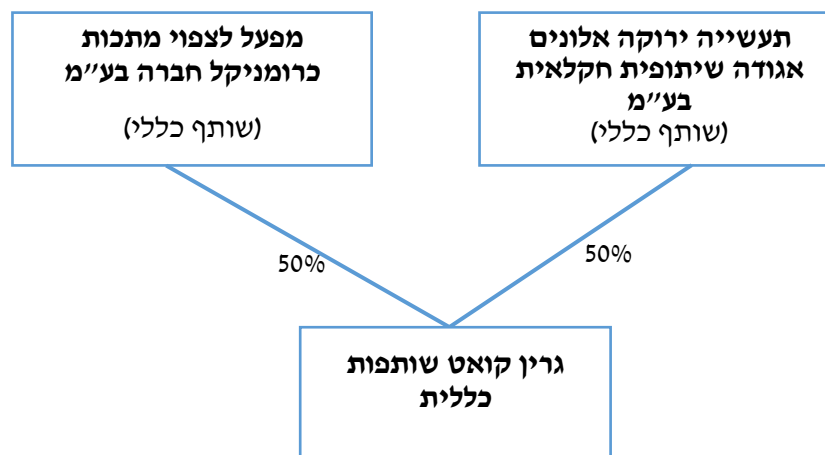 תעשייה ירוקה אלונים
אגודה שיתופית חקלאית
בע״מ
(שותף כללי)
מפעל לצפוי מתכות
כרומניקל חברה בע״מ
(שותף כללי)
50%
50%
גרין קואט שותפות
כללית